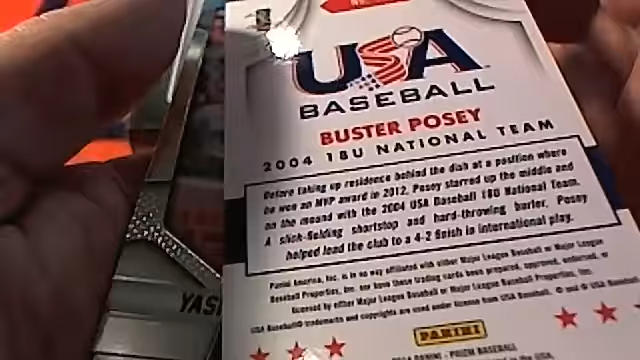 USA
BASEBALL
BUSTER POSEY
2004 18U NATIONAL TEAM
Before taking up residence behind the dish at a position where
he won an MVP award in 2012, Posey starred up the middle and
on the mound with the 2004 USA Baseball 18U National Team.
A slick-fielding shortstop and hard-throwing hurler, Posey
helped lead the club to a 4-2 finish in international play.
Panini America, Inc. is in no way affiliated with either Major League Baseball or Major League
Baseball Properties, Inc. nor have these trading cards been prepared, approved, endorsed, or
licensed by either Major League Baseball or Major League Baseball Properties, Inc.
USA Baseball® trademarks and copyrights are used under license from USA Baseball.
PANINI
PANINI - PRIZM BASEBALL
YASI